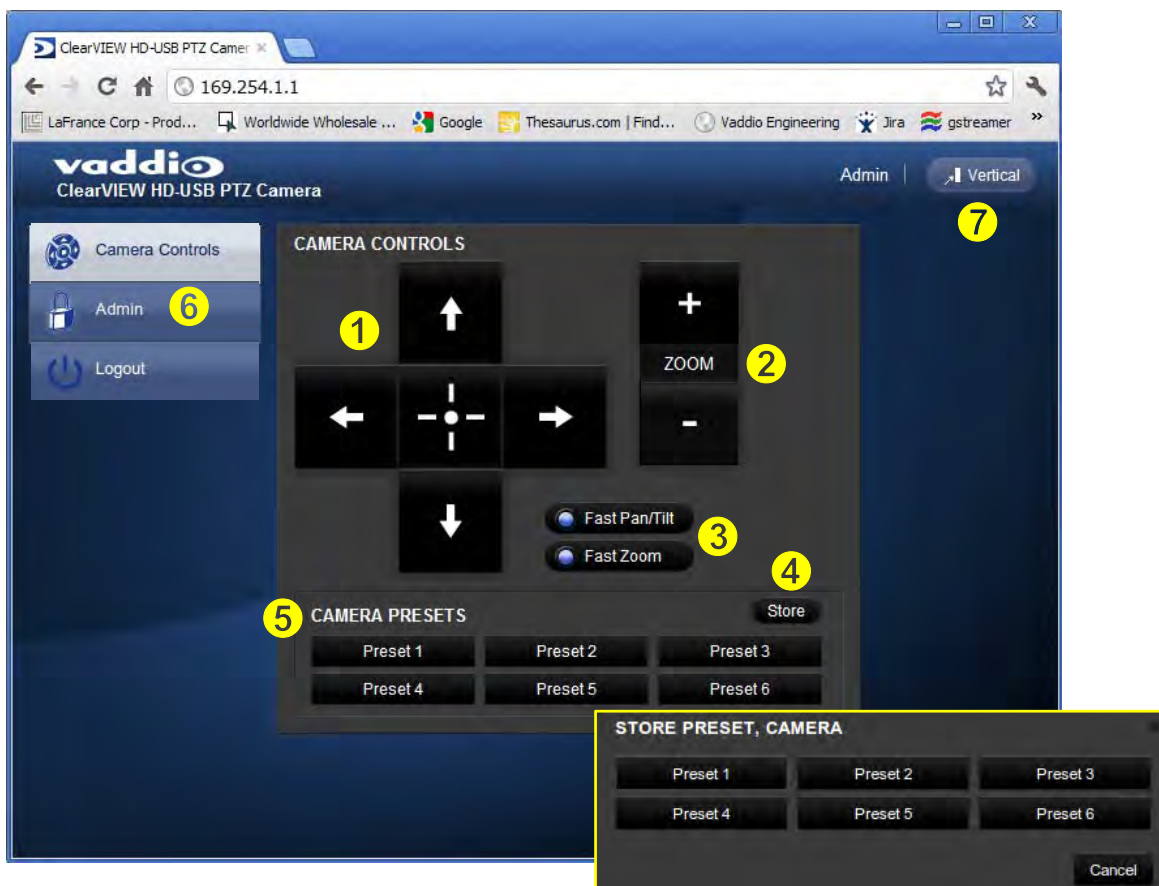 ClearVIEW HD-USB PTZ Camer
169.254.1.1
LaFrance Corp - Prod... Worldwide Wholesale ... Google Thesaurus.com | Find... Vaddio Engineering Jira gstreamer »
vaddio
ClearVIEW HD-USB PTZ Camera
Admin | Vertical
7
Camera Controls
Admin 6
Logout
CAMERA CONTROLS
1
+
ZOOM 2
-
Fast Pan/Tilt
3
Fast Zoom
4
Store
5 CAMERA PRESETS
Preset 1 Preset 2 Preset 3
Preset 4 Preset 5 Preset 6
STORE PRESET, CAMERA
Preset 1 Preset 2 Preset 3
Preset 4 Preset 5 Preset 6
Cancel